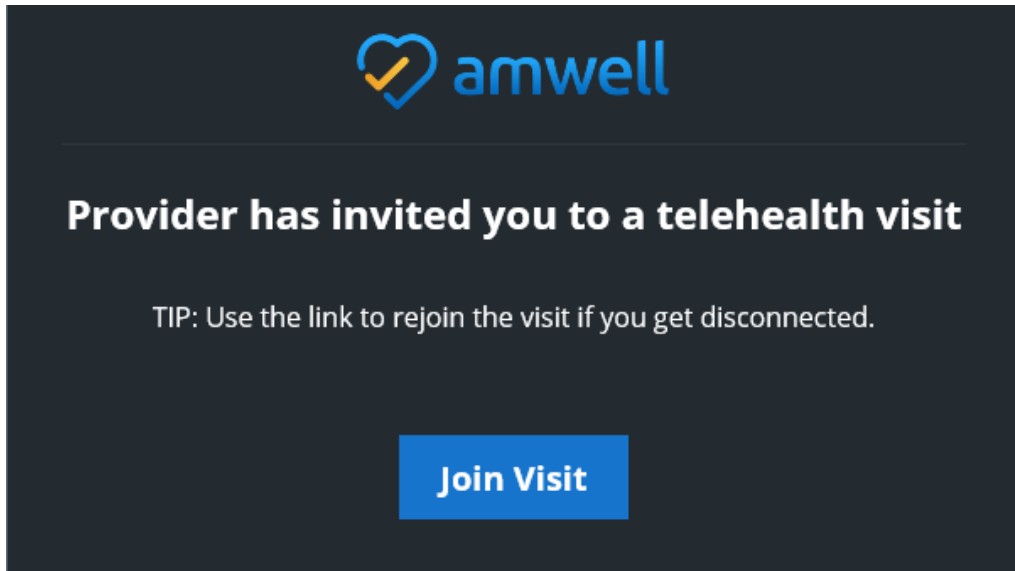 amwell
Provider has invited you to a telehealth visit
TIP: Use the link to rejoin the visit if you get disconnected.
Join Visit